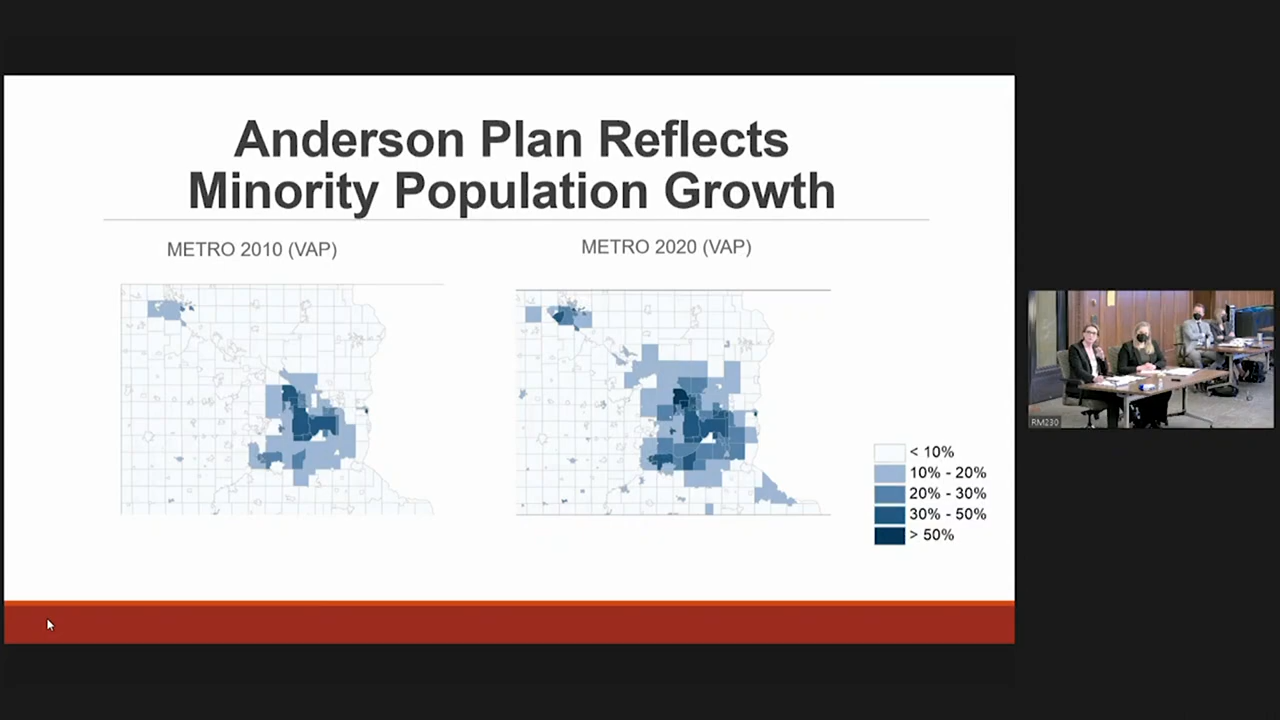 Anderson Plan Reflects
Minority Population Growth
METRO 2010 (VAP)
METRO 2020 (VAP)
< 10%
10% - 20%
20% - 30%
30% - 50%
> 50%
RM230